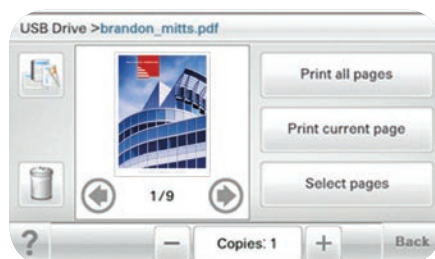 USB Drive >brandon_mitts.pdf
Print all pages
Print current page
1/9
Select pages
?
− Copies: 1 +
Back